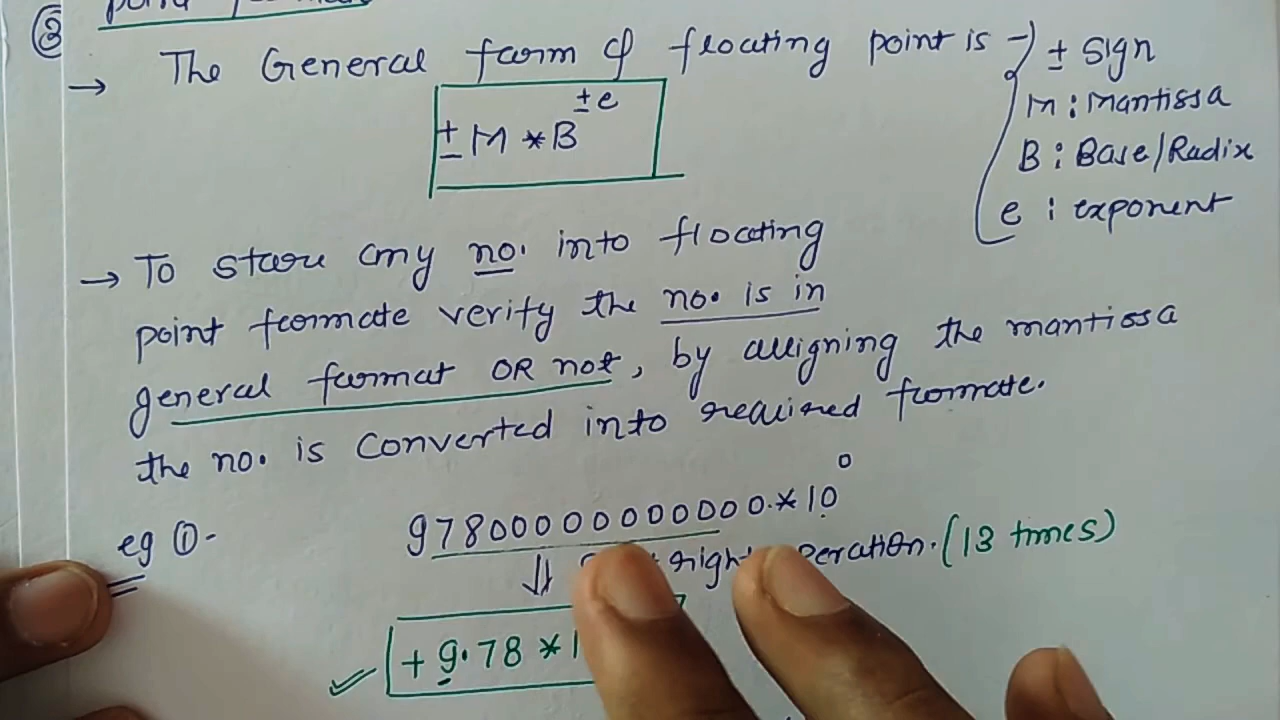 ③
→ The General form of floating point is → ± Sign
M : Mantissa
B : Base/Radix
e : exponent
± M * B ± e
→ To store any no. into floating
point formate verify the no. is in
general format OR not, by alligning the mantissa
the no. is converted into required formate.
eg ①- 9780000000000000.*10 0
right operation. (13 times)
+ 9.78 * 1